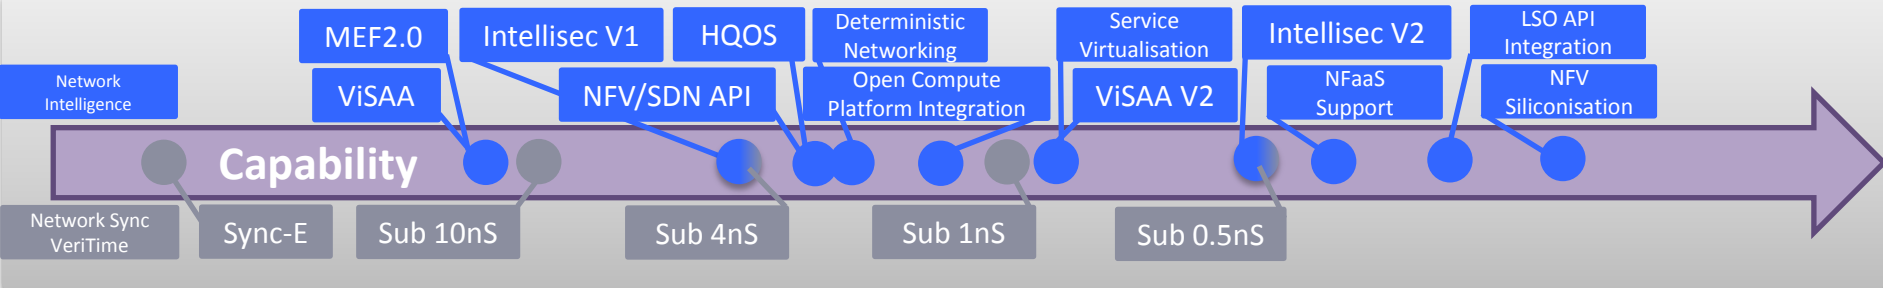 MEF2.0
Intellisec V1
HQOS
Deterministic
Networking
Service
Virtualisation
Intellisec V2
LSO API
Integration
Network
Intelligence
ViSAA
NFV/SDN API
Open Compute
Platform Integration
ViSAA V2
NFaaS
Support
NFV
Siliconisation
Capability
Network Sync
VeriTime
Sync-E
Sub 10nS
Sub 4nS
Sub 1nS
Sub 0.5nS